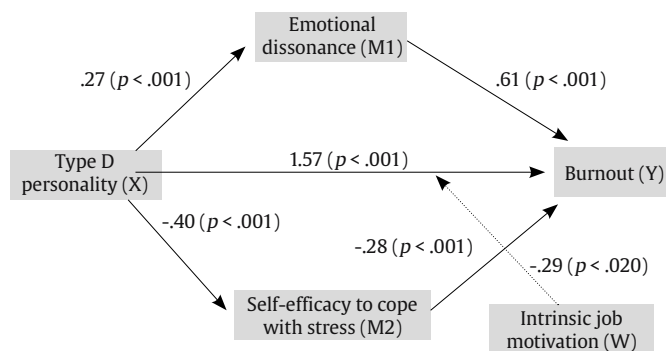 Emotional
dissonance (M1)
.27 (p < .001)
.61 (p < .001)
Type D
personality (X)
1.57 (p < .001)
Burnout (Y)
-.40 (p < .001)
-.28 (p < .001)
-.29 (p < .020)
Self-efficacy to cope
with stress (M2)
Intrinsic job
motivation (W)